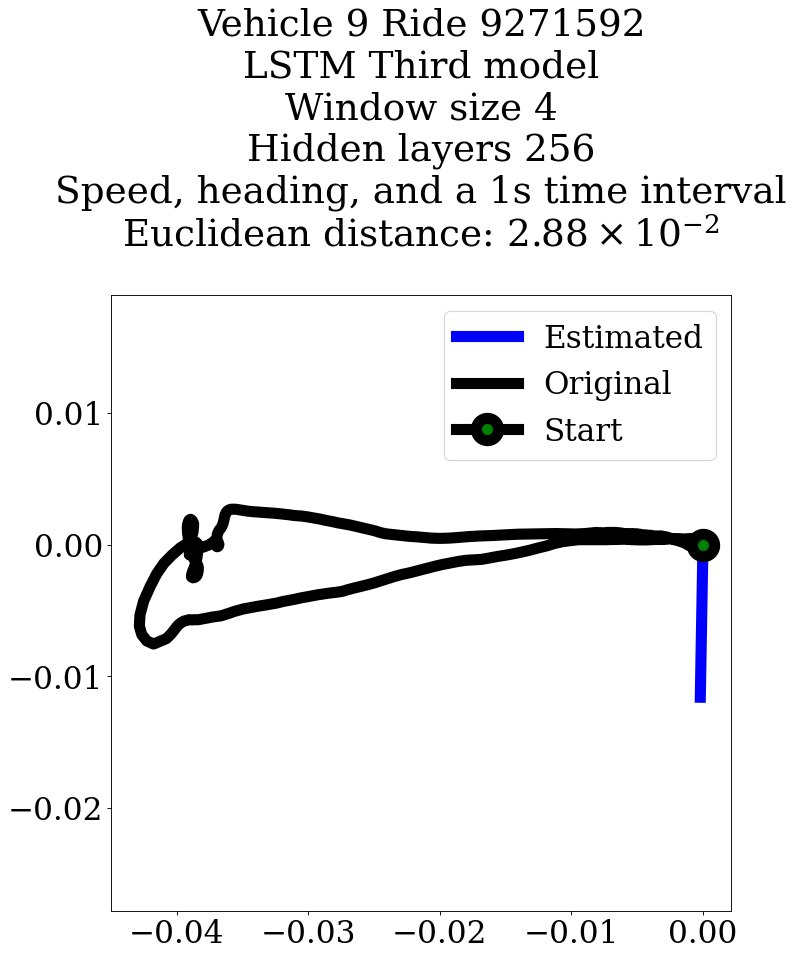 Vehicle 9 Ride 9271592
LSTM Third model
Window size 4
Hidden layers 256
Speed, heading, and a 1s time interval
Euclidean distance: 2.88 × 10⁻²
Estimated
Original
Start
0.01
0.00
−0.01
−0.02
−0.04 −0.03 −0.02 −0.01 0.00